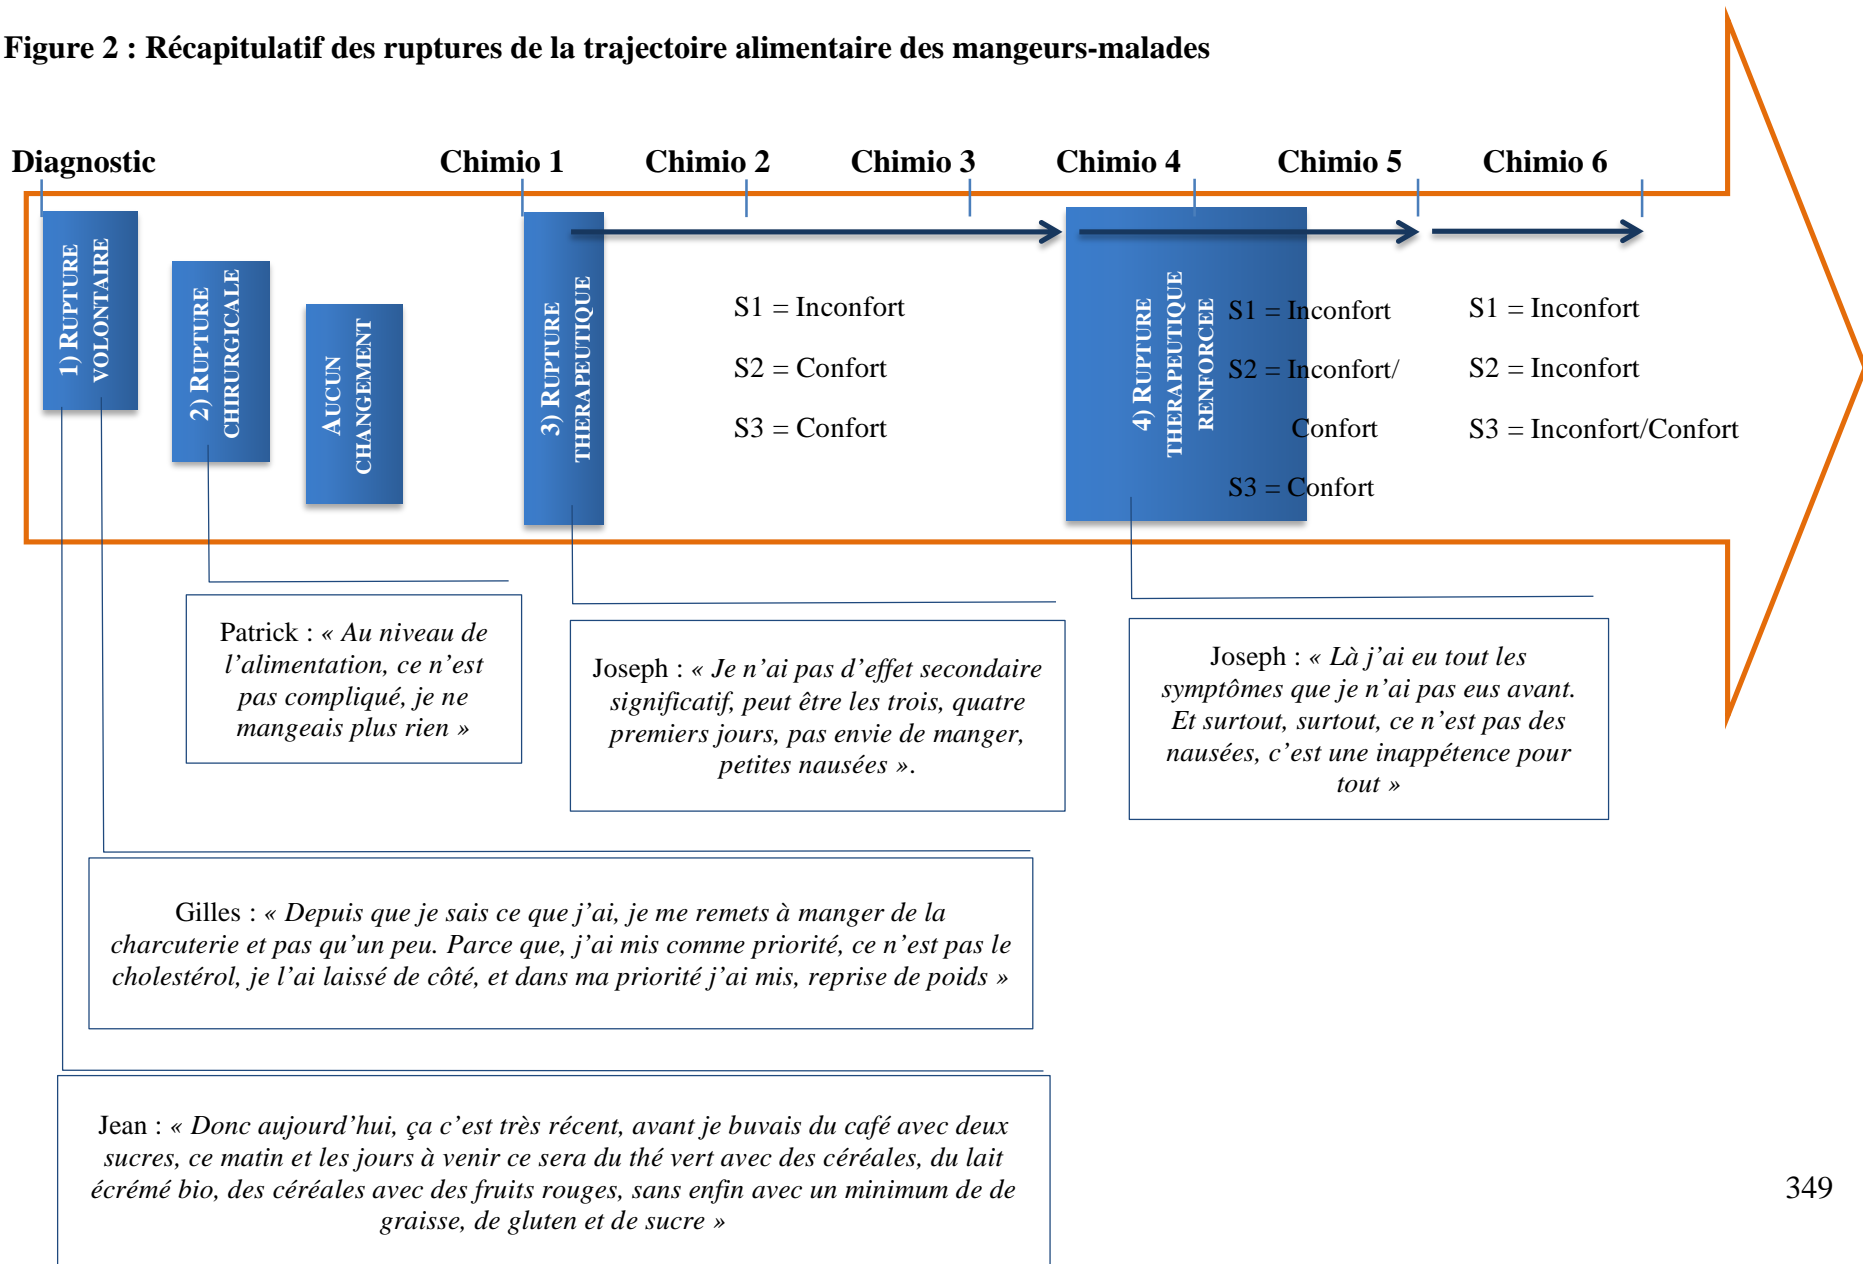 Figure 2 : Récapitulatif des ruptures de la trajectoire alimentaire des mangeurs-malades
Diagnostic
Chimio 1
Chimio 2
Chimio 3
Chimio 4
Chimio 5
Chimio 6
1) RUPTURE
VOLONTAIRE
2) RUPTURE
CHIRURGICALE
AUCUN
CHANGEMENT
3) RUPTURE
THERAPEUTIQUE
S1 = Inconfort
S2 = Confort
S3 = Confort
4) RUPTURE
THERAPEUTIQUE
RENFORCEE
S1 = Inconfort
S2 = Inconfort/
Confort
S3 = Confort
S1 = Inconfort
S2 = Inconfort
S3 = Inconfort/Confort
Patrick : « Au niveau de
l’alimentation, ce n’est
pas compliqué, je ne
mangeais plus rien »
Joseph : « Je n’ai pas d’effet secondaire
significatif, peut être les trois, quatre
premiers jours, pas envie de manger,
petites nausées ».
Joseph : « Là j’ai eu tout les
symptômes que je n’ai pas eus avant.
Et surtout, surtout, ce n’est pas des
nausées, c’est une inappétence pour
tout »
Gilles : « Depuis que je sais ce que j’ai, je me remets à manger de la
charcuterie et pas qu’un peu. Parce que, j’ai mis comme priorité, ce n’est pas le
cholestérol, je l’ai laissé de côté, et dans ma priorité j’ai mis, reprise de poids »
Jean : « Donc aujourd’hui, ça c’est très récent, avant je buvais du café avec deux
sucres, ce matin et les jours à venir ce sera du thé vert avec des céréales, du lait
écrémé bio, des céréales avec des fruits rouges, sans enfin avec un minimum de de
graisse, de gluten et de sucre »
349